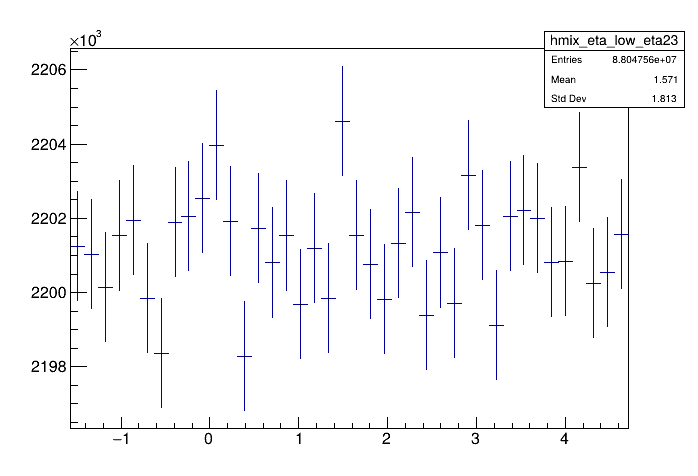 ×10³
hmix_eta_low_eta23
Entries 8.804756e+07
Mean 1.571
Std Dev 1.813
2206
2204
2202
2200
2198
−1 0 1 2 3 4